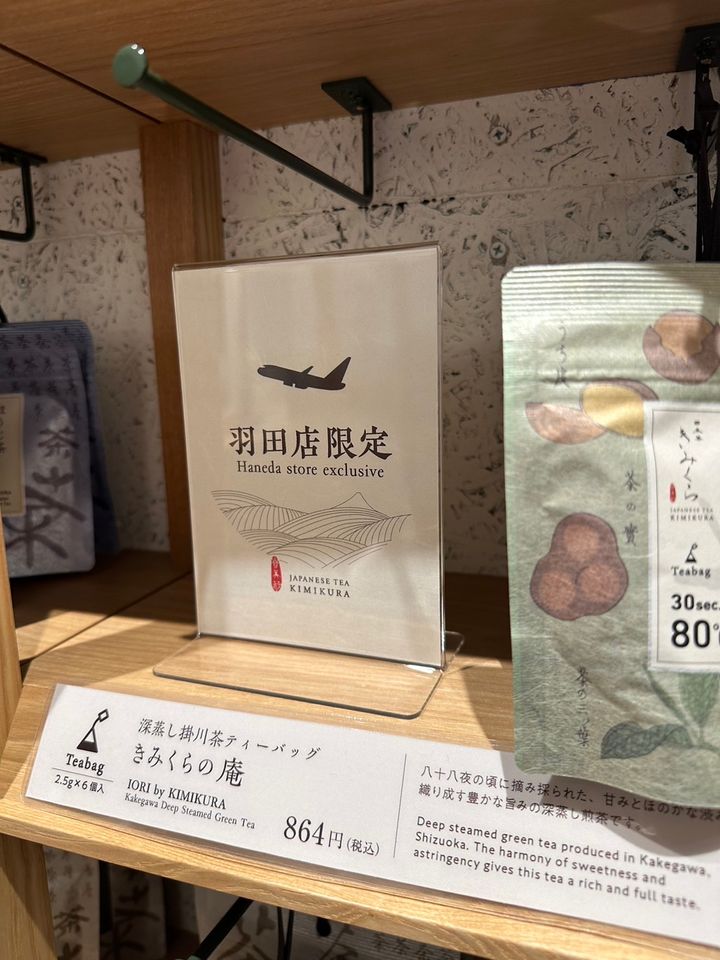 羽田店限定
Haneda store exclusive
JAPANESE TEA
KIMIKURA
茶の實
茶の二葉
きみくら
JAPANESE TEA
KIMIKURA
Teabag
30sec.
80°
茶
Teabag
2.5g×6個入
深蒸し掛川茶ティーバッグ
きみくらの庵
IORI by KIMIKURA
Kakegawa Deep Steamed Green Tea
864円(税込)
八十八夜の頃に摘み採られた、甘みとほのかな渋み
織り成す豊かな旨みの深蒸し煎茶です。
Deep steamed green tea produced in Kakegawa,
Shizuoka. The harmony of sweetness and
astringency gives this tea a rich and full taste.